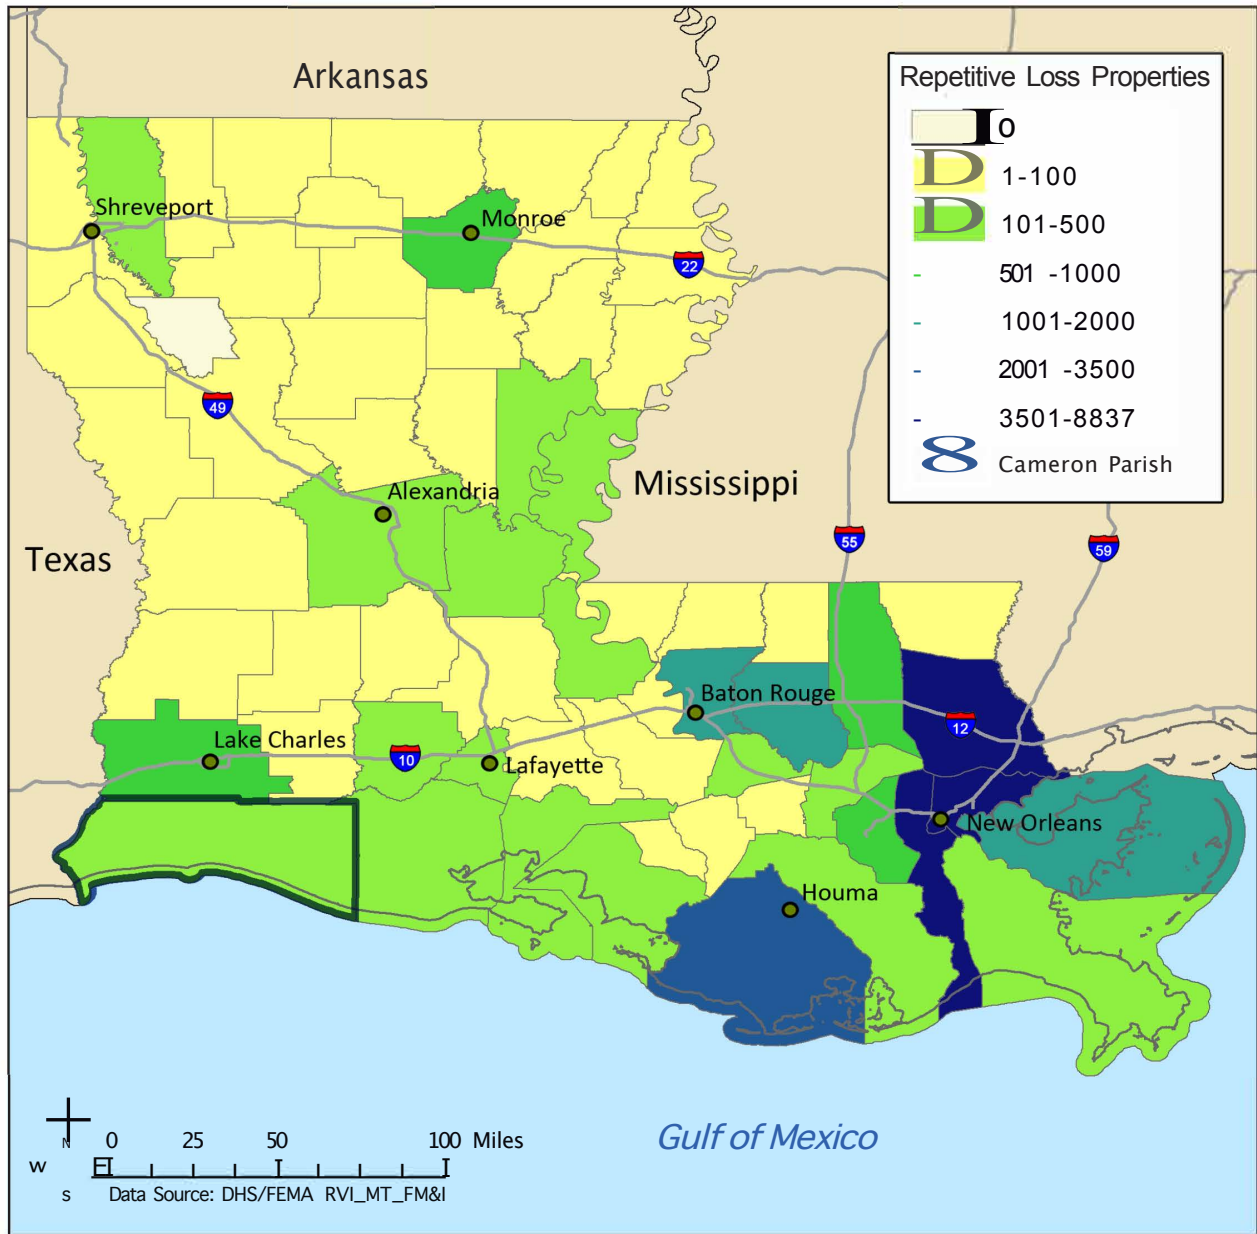 Arkansas
Repetitive Loss Properties
I 0
D 1-100
D 101-500
- 501 -1000
- 1001-2000
- 2001 -3500
- 3501-8837
8 Cameron Parish
Shreveport
Monroe
22
49
Alexandria
Mississippi
Texas
55
59
Baton Rouge
12
Lake Charles
10
Lafayette
New Orleans
Houma
Gulf of Mexico
N 0 25 50 100 Miles
W E
S Data Source: DHS/FEMA RVI_MT_FM&I